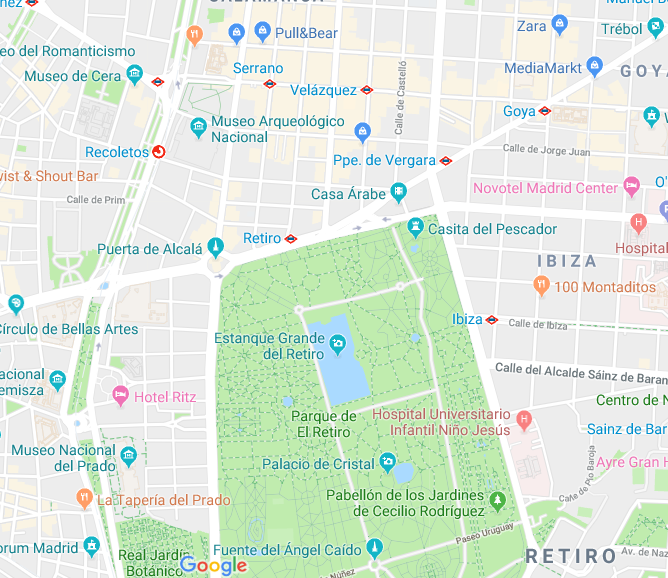 SALAMANCA
Manuel B
nez
Trébol
Zara
Pull&Bear
eo del Romanticismo
MediaMarkt
GOYA
Museo de Cera
Serrano
Velázquez
Calle de Castelló
Goya
Museo Arqueológico
Nacional
Recoletos
Calle de Jorge Juan
Ppe. de Vergara
wist & Shout Bar
Novotel Madrid Center
O'
Casa Árabe
Calle de Prim
Casita del Pescador
Retiro
Puerta de Alcalá
Hospital
IBIZA
100 Montaditos
Círculo de Bellas Artes
Ibiza
Calle de Ibiza
Estanque Grande
del Retiro
Calle del Alcalde Sáinz de Baran
Nacional
emisza
Hotel Ritz
Centro de N
Parque de
El Retiro
Hospital Universitario
Infantil Niño Jesús
Sainz de Bar
Museo Nacional
del Prado
Palacio de Cristal
Ayre Gran H
Calle de Pío Baroja
La Tapería del Prado
Pabellón de los Jardines
de Cecilio Rodríguez
Paseo Uruguay
orum Madrid
Real Jardín
Botánico
Google
Fuente del Ángel Caído
RETIRO
Av. de Naz
Núñez